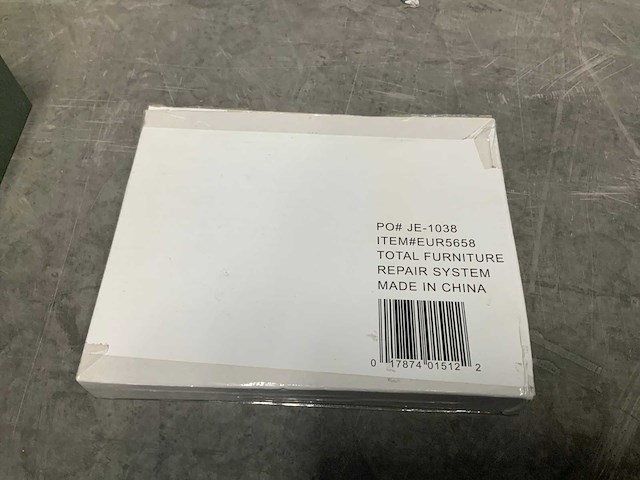 PO# JE-1038
ITEM#EUR5658
TOTAL FURNITURE
REPAIR SYSTEM
MADE IN CHINA
0 17874 01512 2